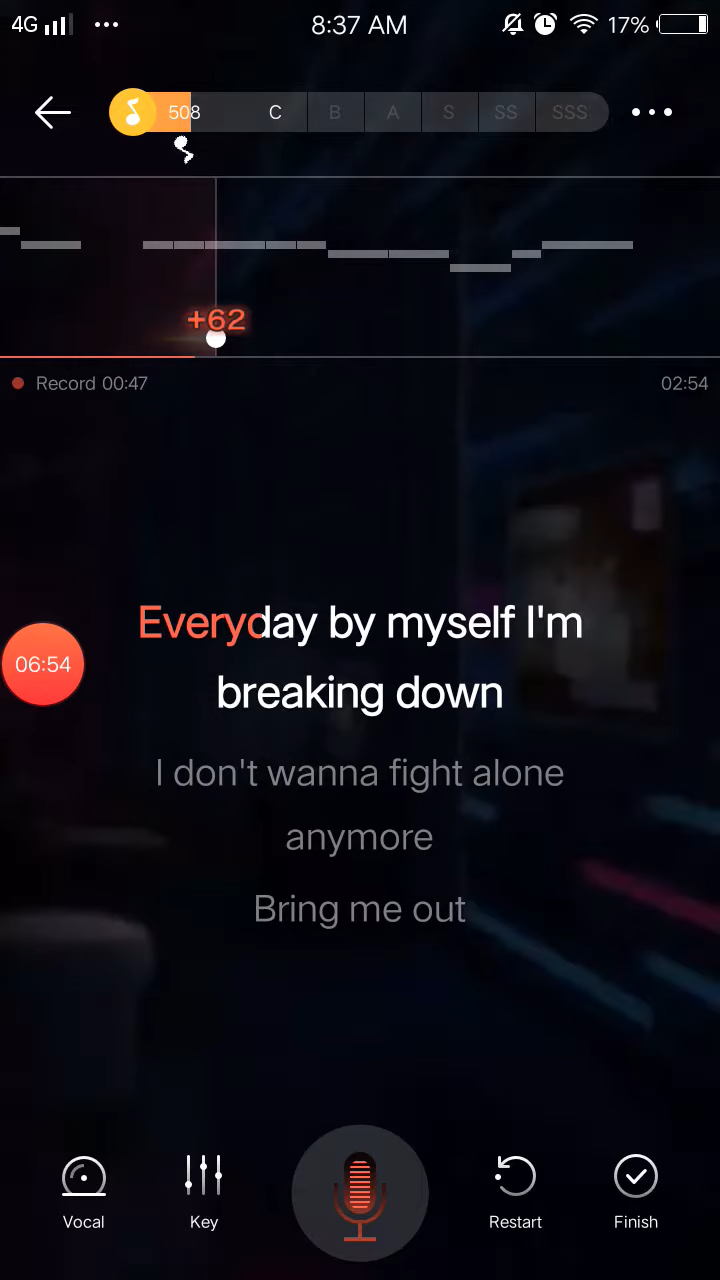 4G 8:37 AM 17%
508 C B A S SS SSS
+62
Record 00:47 02:54
Everyday by myself I'm
breaking down
06:54
I don't wanna fight alone
anymore
Bring me out
Vocal Key Restart Finish